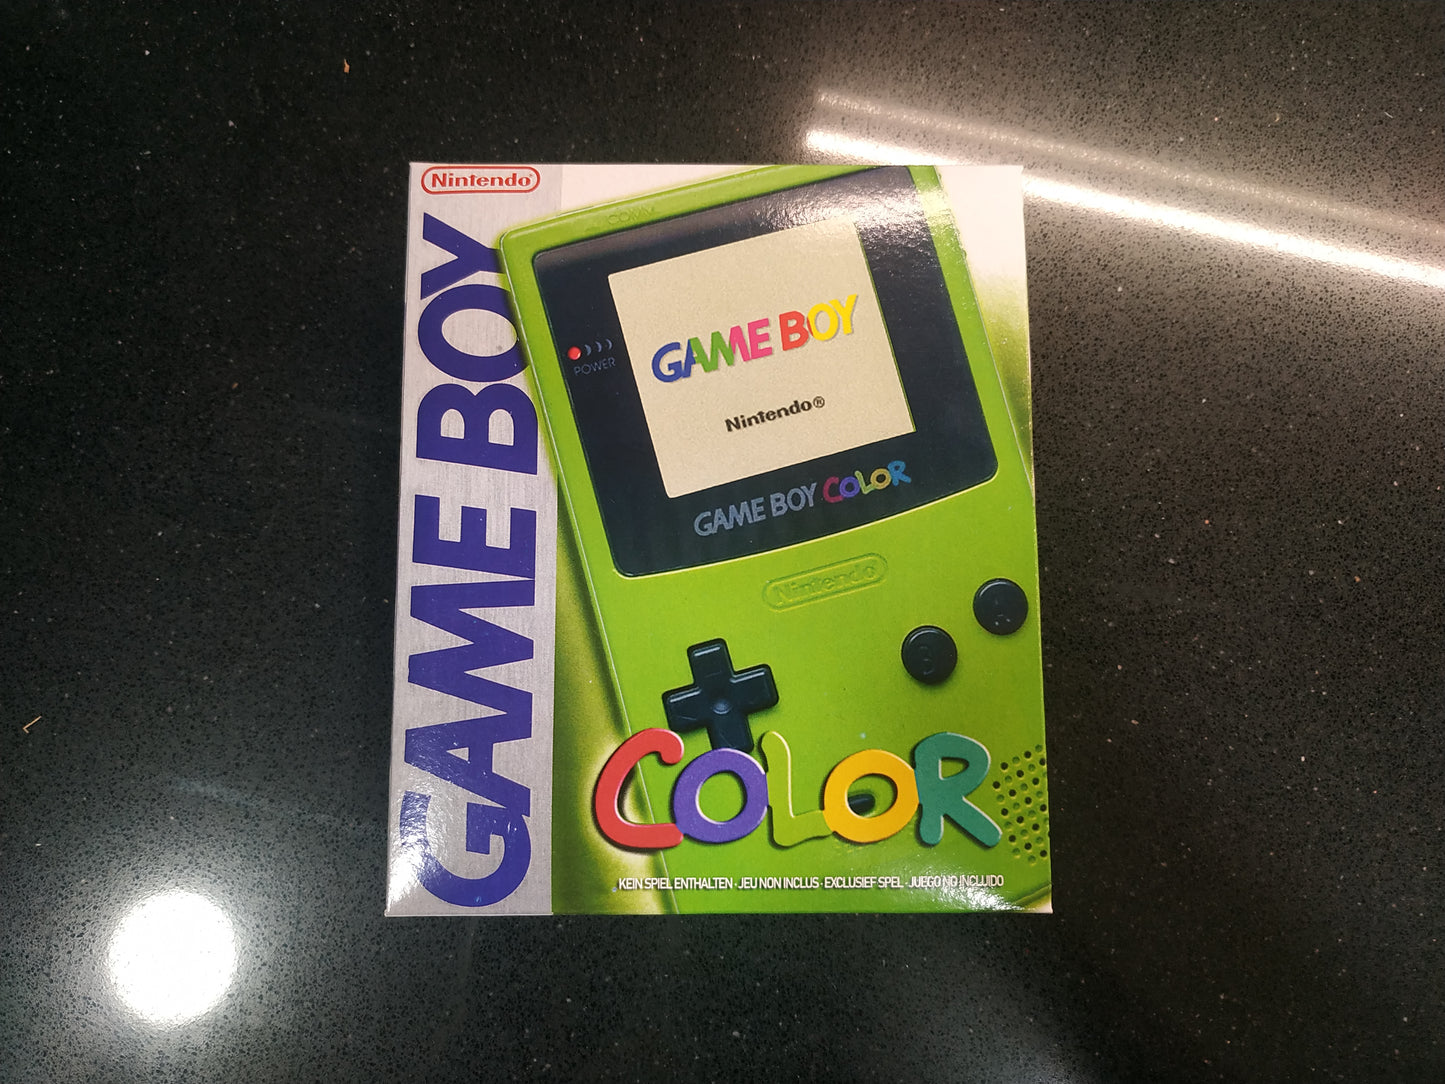 Nintendo®
GAME BOY
COMM
POWER
GAME BOY
Nintendo®
GAME BOY COLOR
Nintendo
A
B
COLOR
KEIN SPIEL ENTHALTEN · JEU NON INCLUS · EXCLUSIEF SPEL · JUEGO NO INCLUIDO